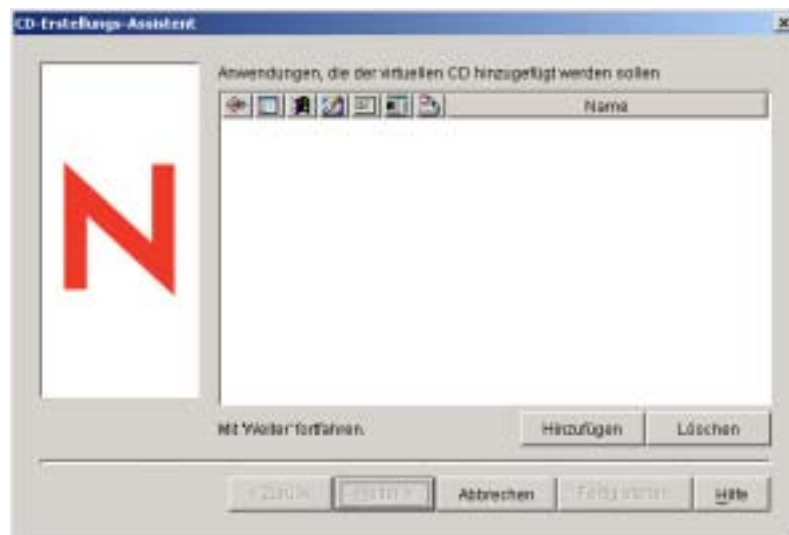 CD-Erstellungs-Assistent
Anwendungen, die der virtuellen CD hinzugefügt werden sollen
Name
N
Mit 'Weiter' fortfahren.
Hinzufügen Löschen
< Zurück Weiter > Abbrechen Fertig stellen Hilfe